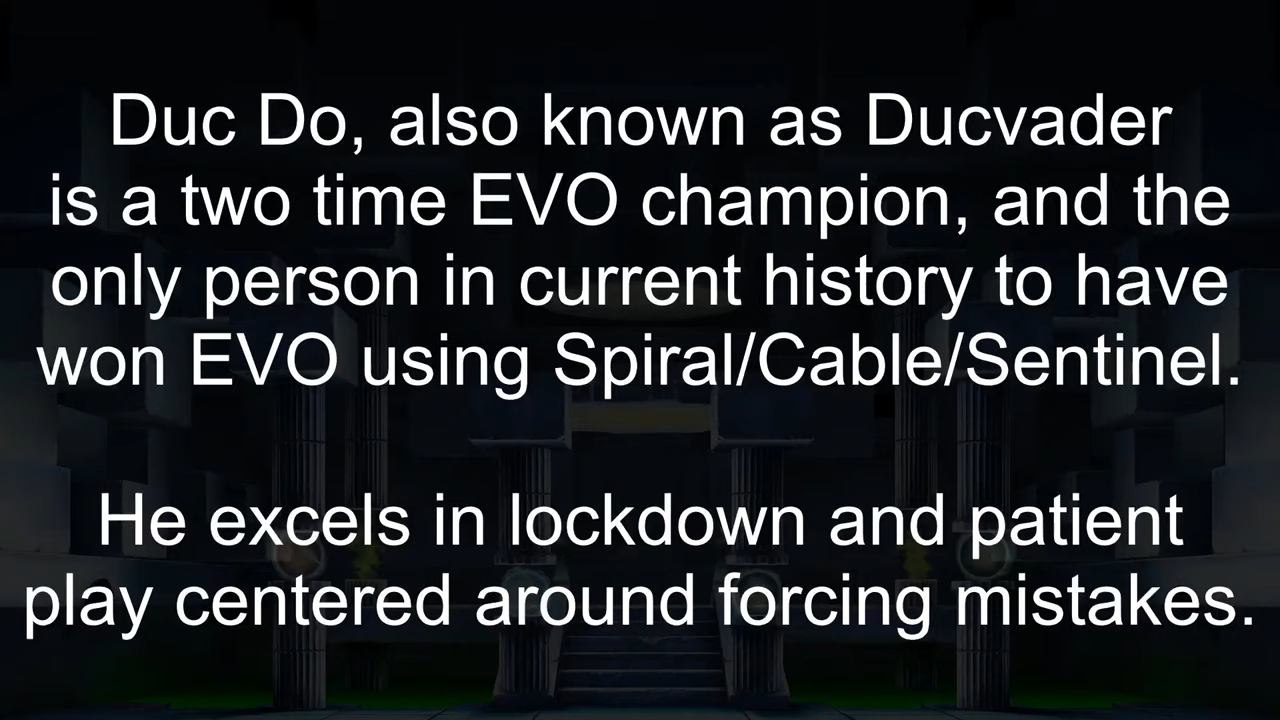 Duc Do, also known as Ducvader
is a two time EVO champion, and the
only person in current history to have
won EVO using Spiral/Cable/Sentinel.
He excels in lockdown and patient
play centered around forcing mistakes.